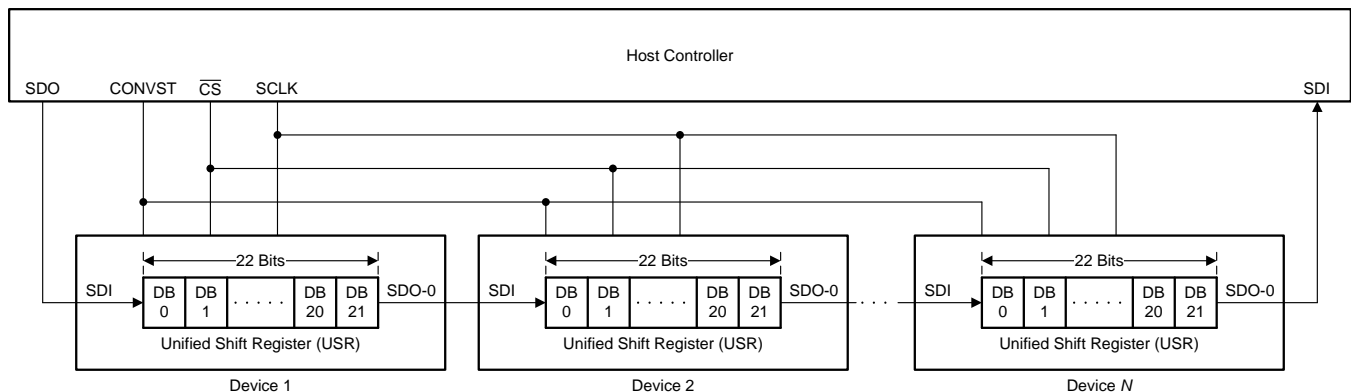 Host Controller
SDO CONVST CS SCLK SDI
22 Bits 22 Bits 22 Bits
SDI DB 0 DB 1 · · · · · DB 20 DB 21 SDO-0 SDI DB 0 DB 1 · · · · · DB 20 DB 21 SDO-0 · · · · SDI DB 0 DB 1 · · · · · DB 20 DB 21 SDO-0
Unified Shift Register (USR) Unified Shift Register (USR) Unified Shift Register (USR)
Device 1 Device 2 Device N